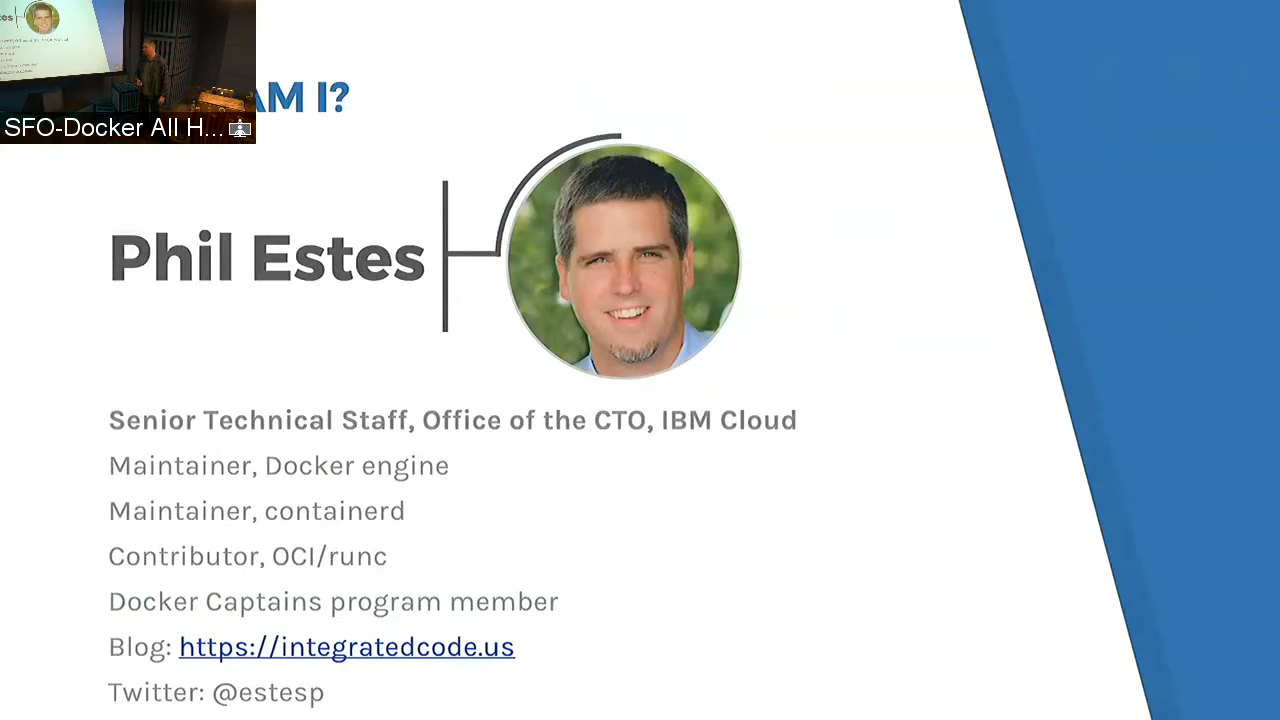 SFO-Docker All H...
AM I?
Phil Estes
Senior Technical Staff, Office of the CTO, IBM Cloud
Maintainer, Docker engine
Maintainer, containerd
Contributor, OCI/runc
Docker Captains program member
Blog: https://integratedcode.us
Twitter: @estesp